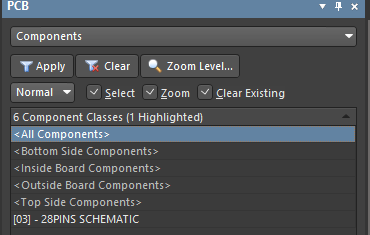 PCB
Components
Apply Clear Zoom Level...
Normal Select Zoom Clear Existing
6 Component Classes (1 Highlighted)
<All Components>
<Bottom Side Components>
<Inside Board Components>
<Outside Board Components>
<Top Side Components>
[03] - 28PINS SCHEMATIC